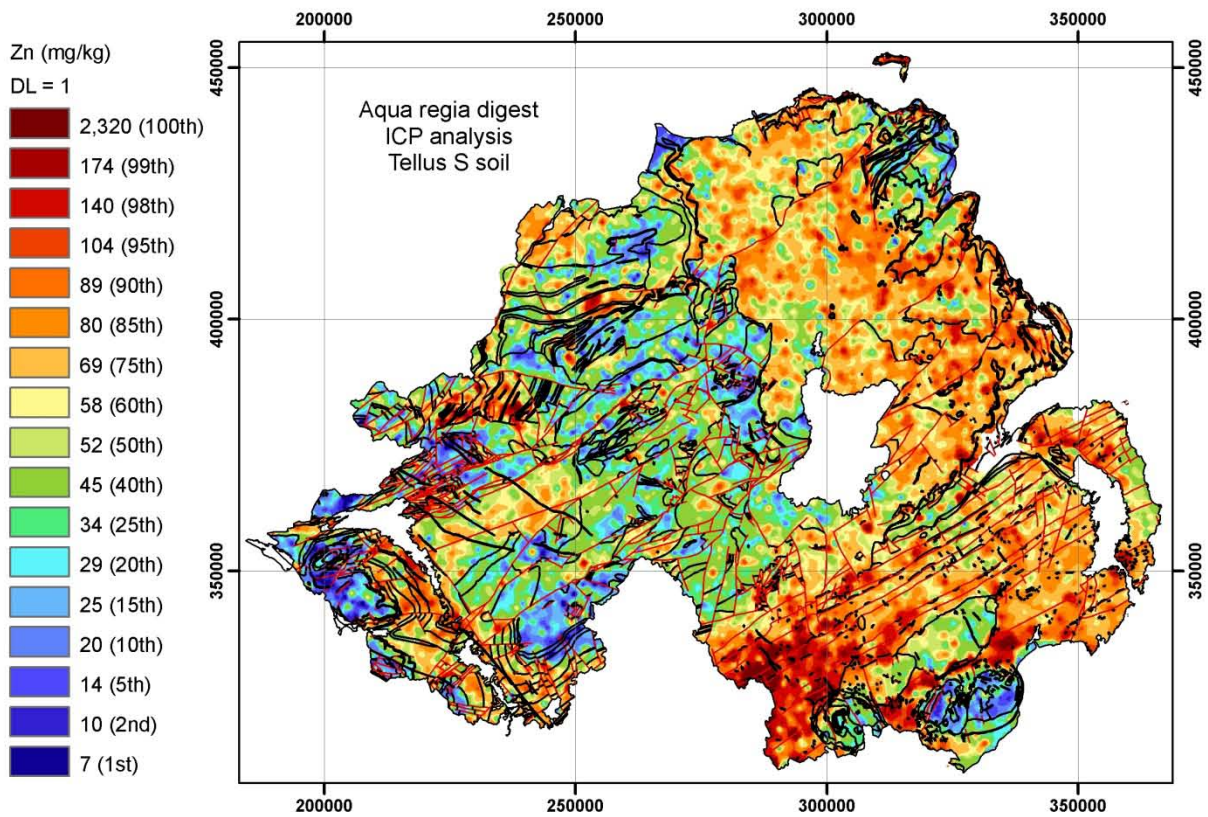 Zn (mg/kg)
DL = 1
2,320 (100th)
174 (99th)
140 (98th)
104 (95th)
89 (90th)
80 (85th)
69 (75th)
58 (60th)
52 (50th)
45 (40th)
34 (25th)
29 (20th)
25 (15th)
20 (10th)
14 (5th)
10 (2nd)
7 (1st)
200000 250000 300000 350000
450000 450000
Aqua regia digest
ICP analysis
Tellus S soil
400000 400000
350000 350000
200000 250000 300000 350000